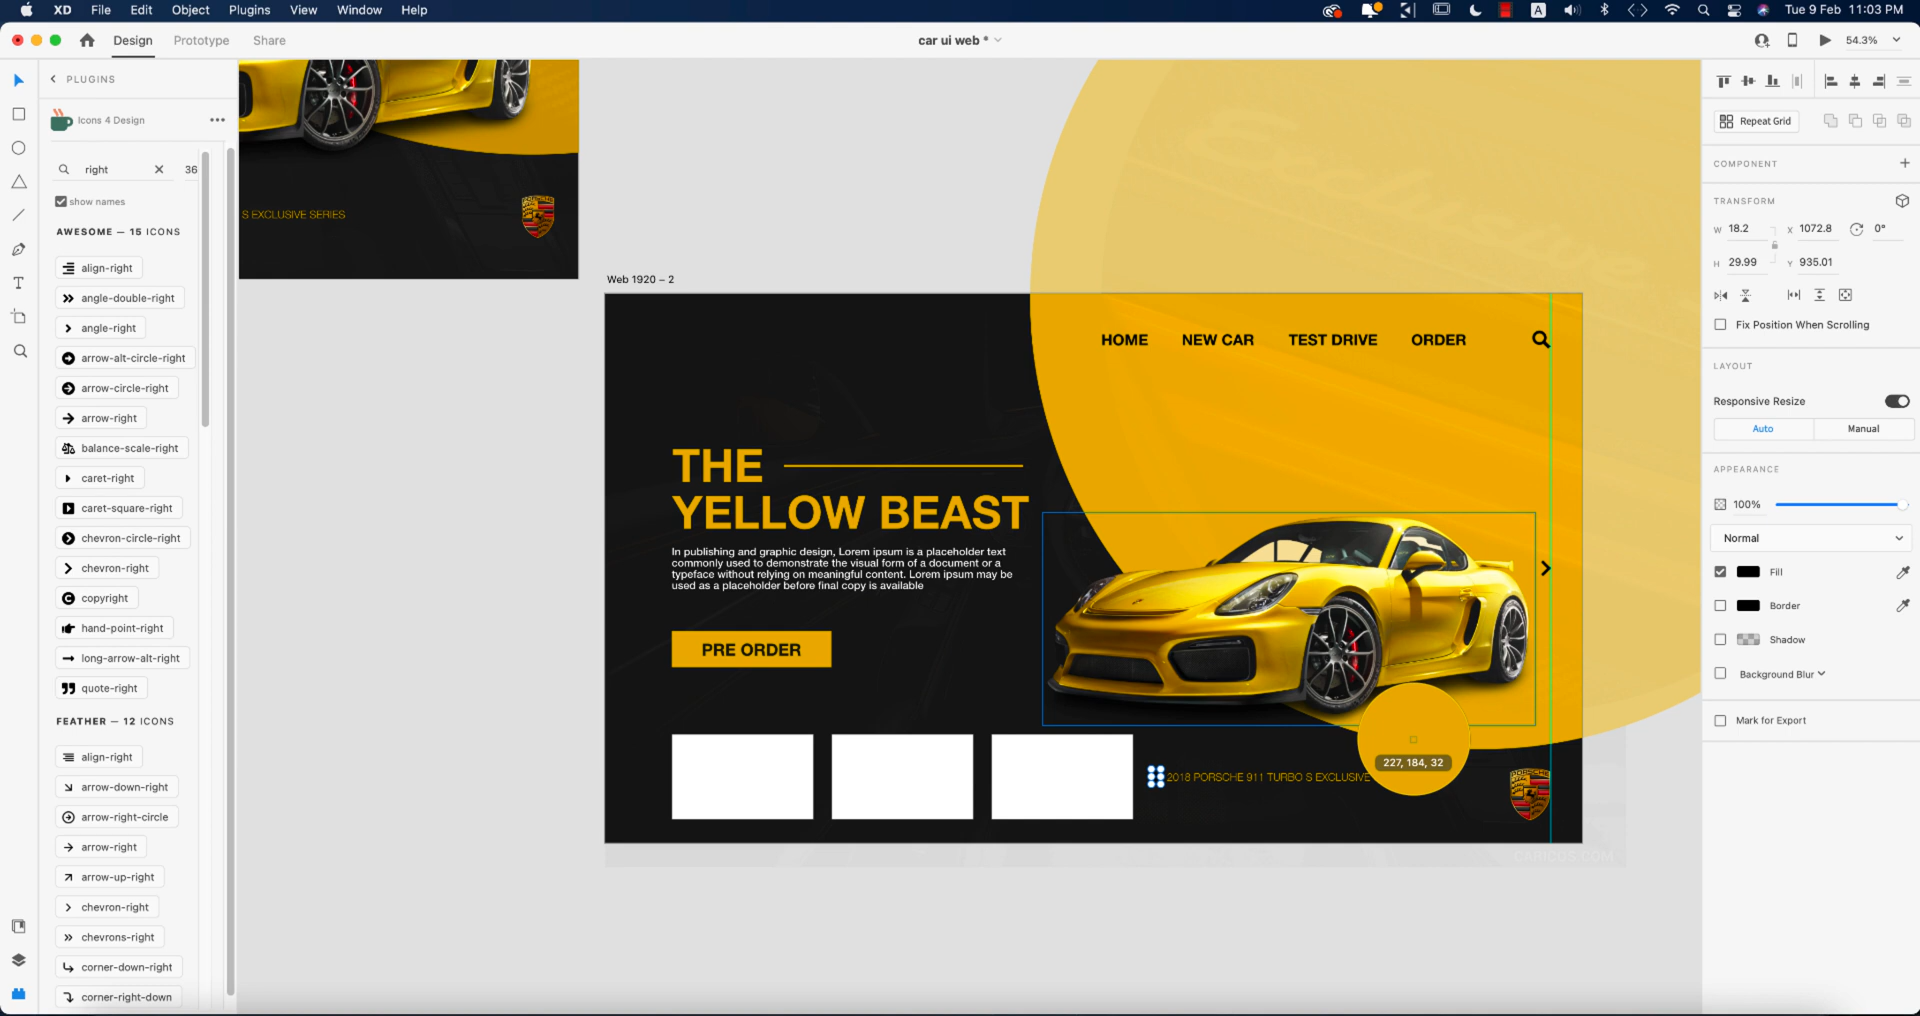 XD File Edit Object Plugins View Window Help
A Tue 9 Feb 11:03 PM
Design Prototype Share
car ui web *
54.3%
PLUGINS
Icons 4 Design
right 36
show names
AWESOME — 15 ICONS
align-right
angle-double-right
angle-right
arrow-alt-circle-right
arrow-circle-right
arrow-right
balance-scale-right
caret-right
caret-square-right
chevron-circle-right
chevron-right
copyright
hand-point-right
long-arrow-alt-right
quote-right
FEATHER — 12 ICONS
align-right
arrow-down-right
arrow-right-circle
arrow-right
arrow-up-right
chevron-right
chevrons-right
corner-down-right
corner-right-down
S EXCLUSIVE SERIES
Exclusive
Web 1920 – 2
HOME NEW CAR TEST DRIVE ORDER
THE
YELLOW BEAST
In publishing and graphic design, Lorem ipsum is a placeholder text
commonly used to demonstrate the visual form of a document or a
typeface without relying on meaningful content. Lorem ipsum may be
used as a placeholder before final copy is available
PRE ORDER
227, 184, 32
2018 PORSCHE 911 TURBO S EXCLUSIVE
PORSCHE
CARICOS.COM
Repeat Grid
COMPONENT
TRANSFORM
W 18.2 X 1072.8 0°
H 29.99 Y 935.01
Fix Position When Scrolling
LAYOUT
Responsive Resize
Auto Manual
APPEARANCE
100%
Normal
Fill
Border
Shadow
Background Blur
Mark for Export